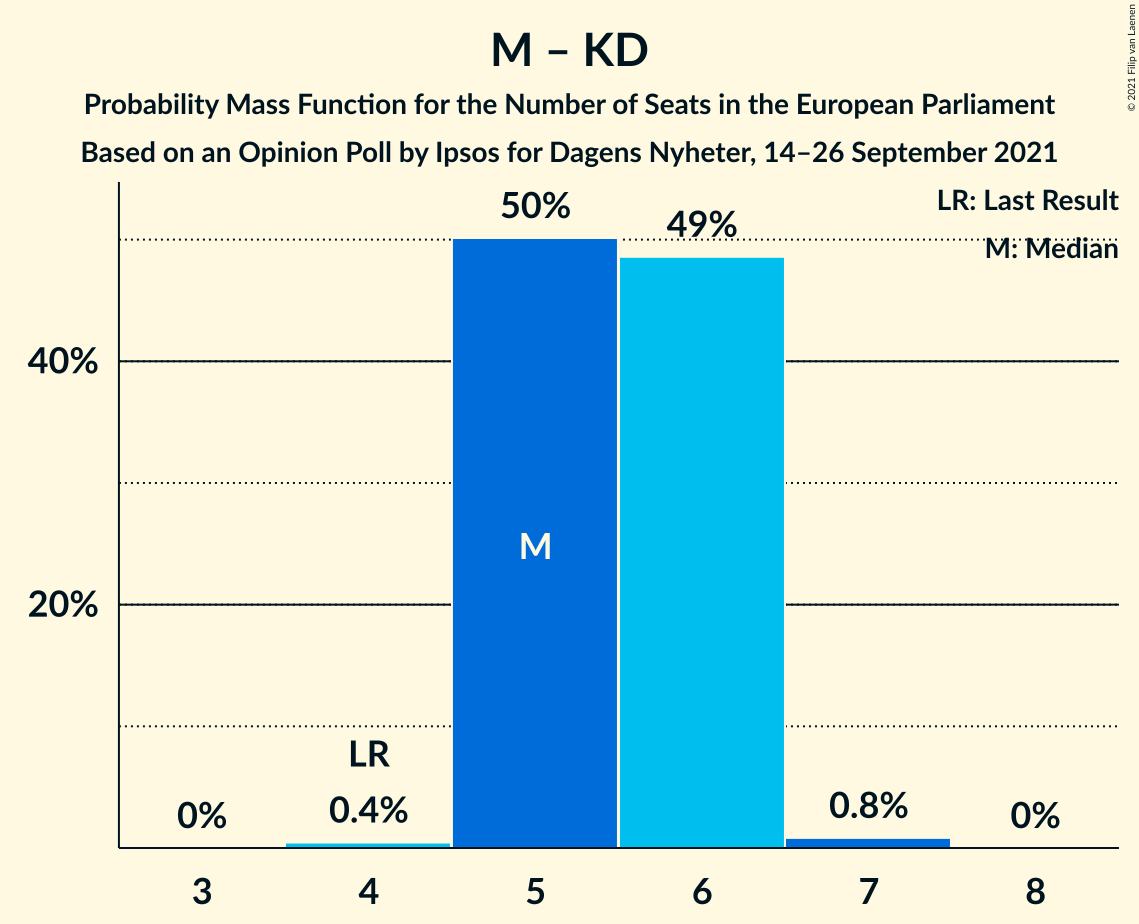 M – KD
Probability Mass Function for the Number of Seats in the European Parliament
Based on an Opinion Poll by Ipsos for Dagens Nyheter, 14–26 September 2021
© 2021 Filip van Laenen
LR: Last Result
M: Median
50%
49%
40%
M
20%
LR
0%
0.4%
0.8%
0%
3
4
5
6
7
8